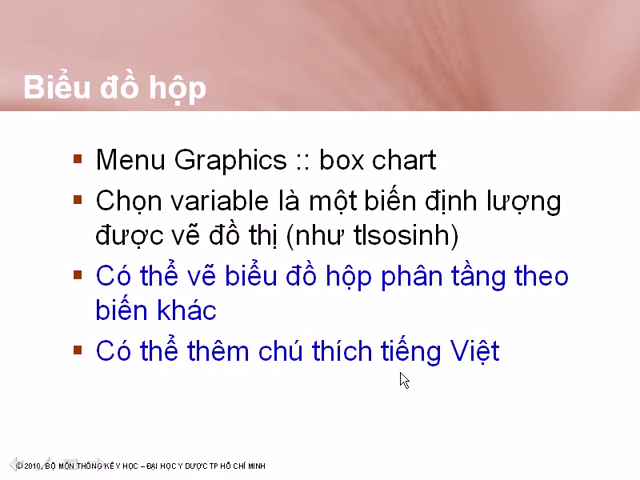 Biểu đồ hộp
Menu Graphics :: box chart
Chọn variable là một biến định lượng
được vẽ đồ thị (như tlsosinh)
Có thể vẽ biểu đồ hộp phân tầng theo
biến khác
Có thể thêm chú thích tiếng Việt
© 2010, BỘ MÔN THỐNG KÊ Y HỌC – ĐẠI HỌC Y DƯỢC TP HỒ CHÍ MINH